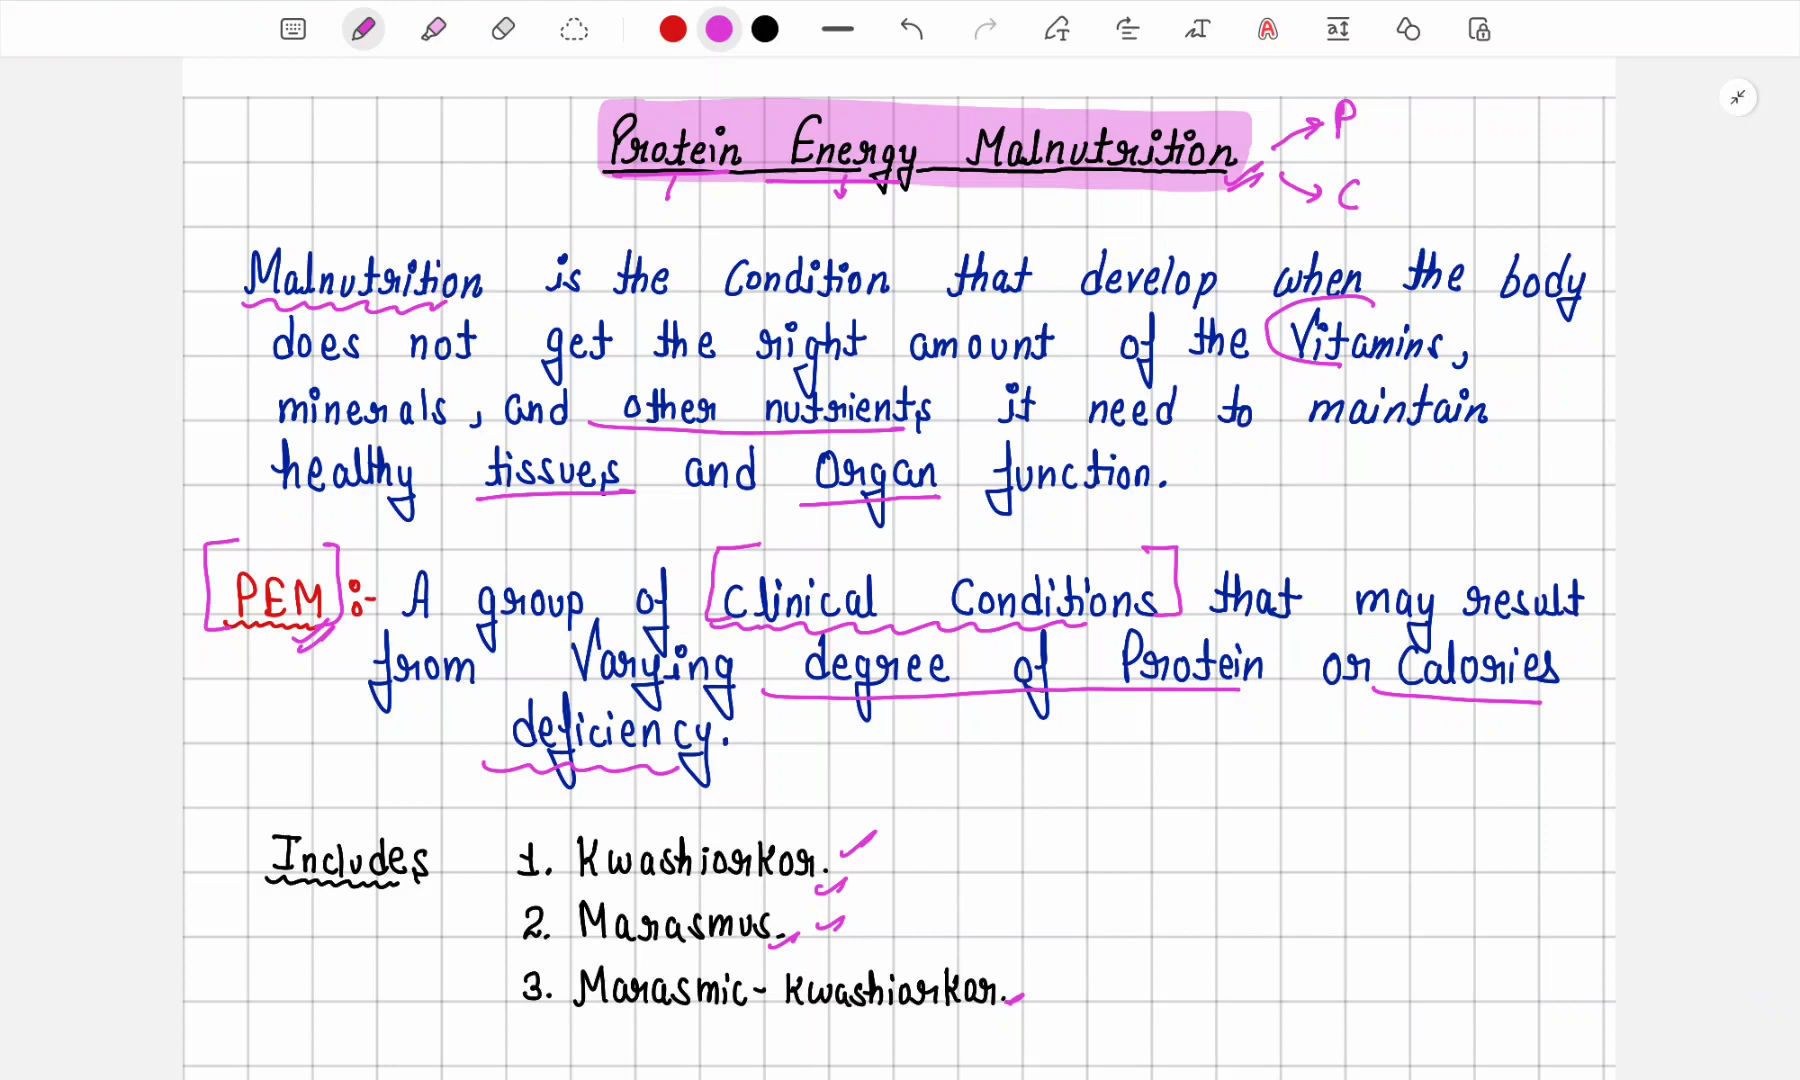 Protein Energy Malnutrition
P
C
Malnutrition is the Condition that develop when the body
does not get the right amount of the Vitamins,
minerals, and other nutrients it need to maintain
healthy tissues and Organ function.
PEM :- A group of Clinical Conditions that may result
from Varying degree of Protein or Calories
deficiency.
Includes 1. Kwashiorkor.
2. Marasmus.
3. Marasmic-Kwashiorkor.